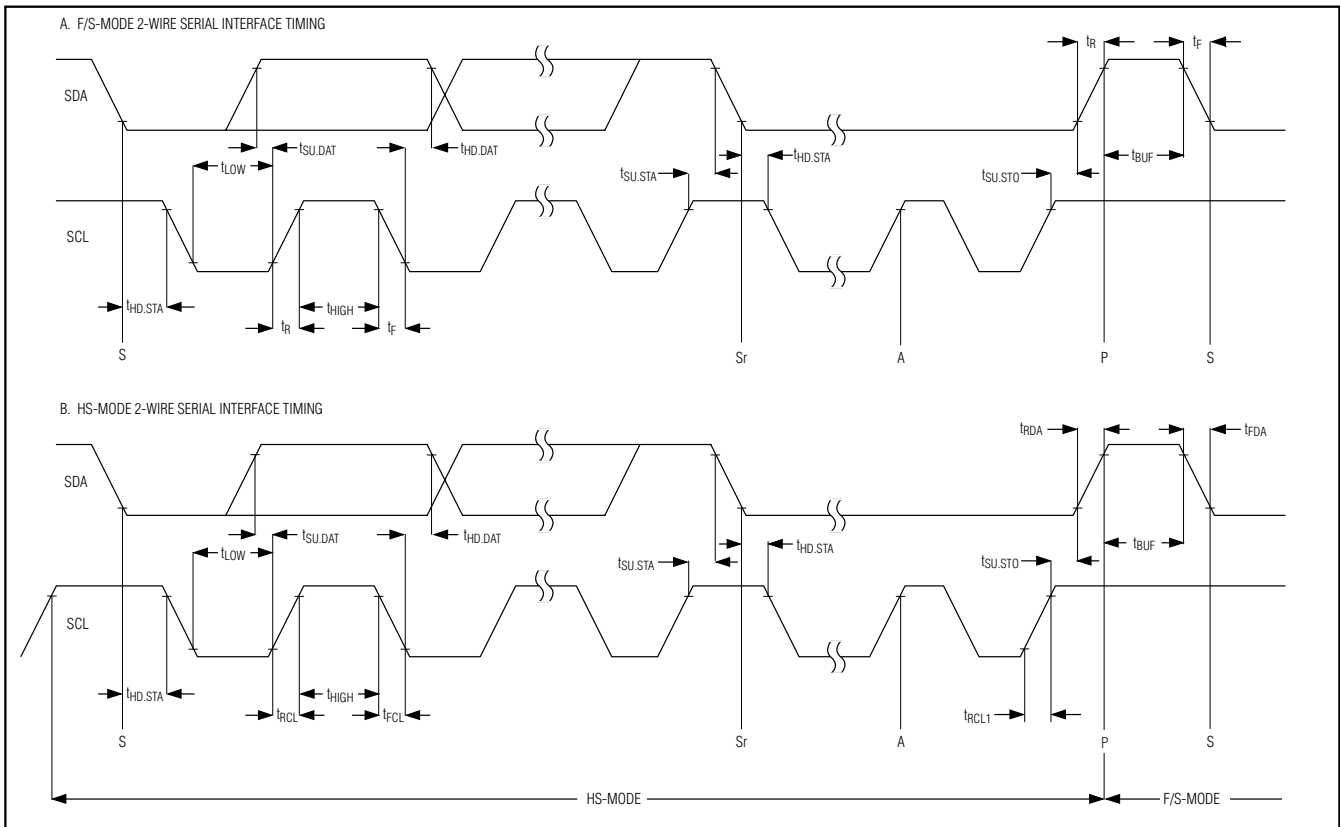 A. F/S-MODE 2-WIRE SERIAL INTERFACE TIMING
tR
tF
SDA
tSU.DAT
tHD.DAT
tLOW
tHD.STA
tBUF
tSU.STA
tSU.STO
SCL
tHD.STA
tHIGH
tR
tF
S
Sr
A
P
S
B. HS-MODE 2-WIRE SERIAL INTERFACE TIMING
tRDA
tFDA
SDA
tSU.DAT
tHD.DAT
tLOW
tHD.STA
tBUF
tSU.STA
tSU.STO
SCL
tHD.STA
tHIGH
tRCL
tFCL
tRCL1
S
Sr
A
P
S
HS-MODE
F/S-MODE